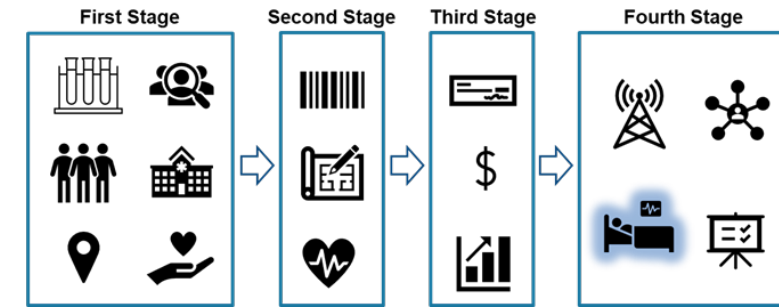 First Stage
Second Stage
Third Stage
Fourth Stage
$